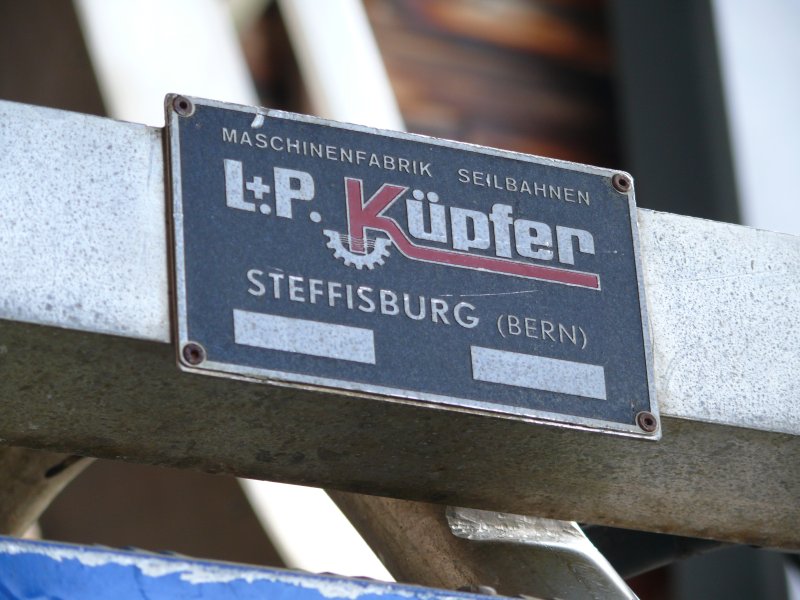 MASCHINENFABRIK SEILBAHNEN
L.+P. Küpfer
STEFFISBURG (BERN)